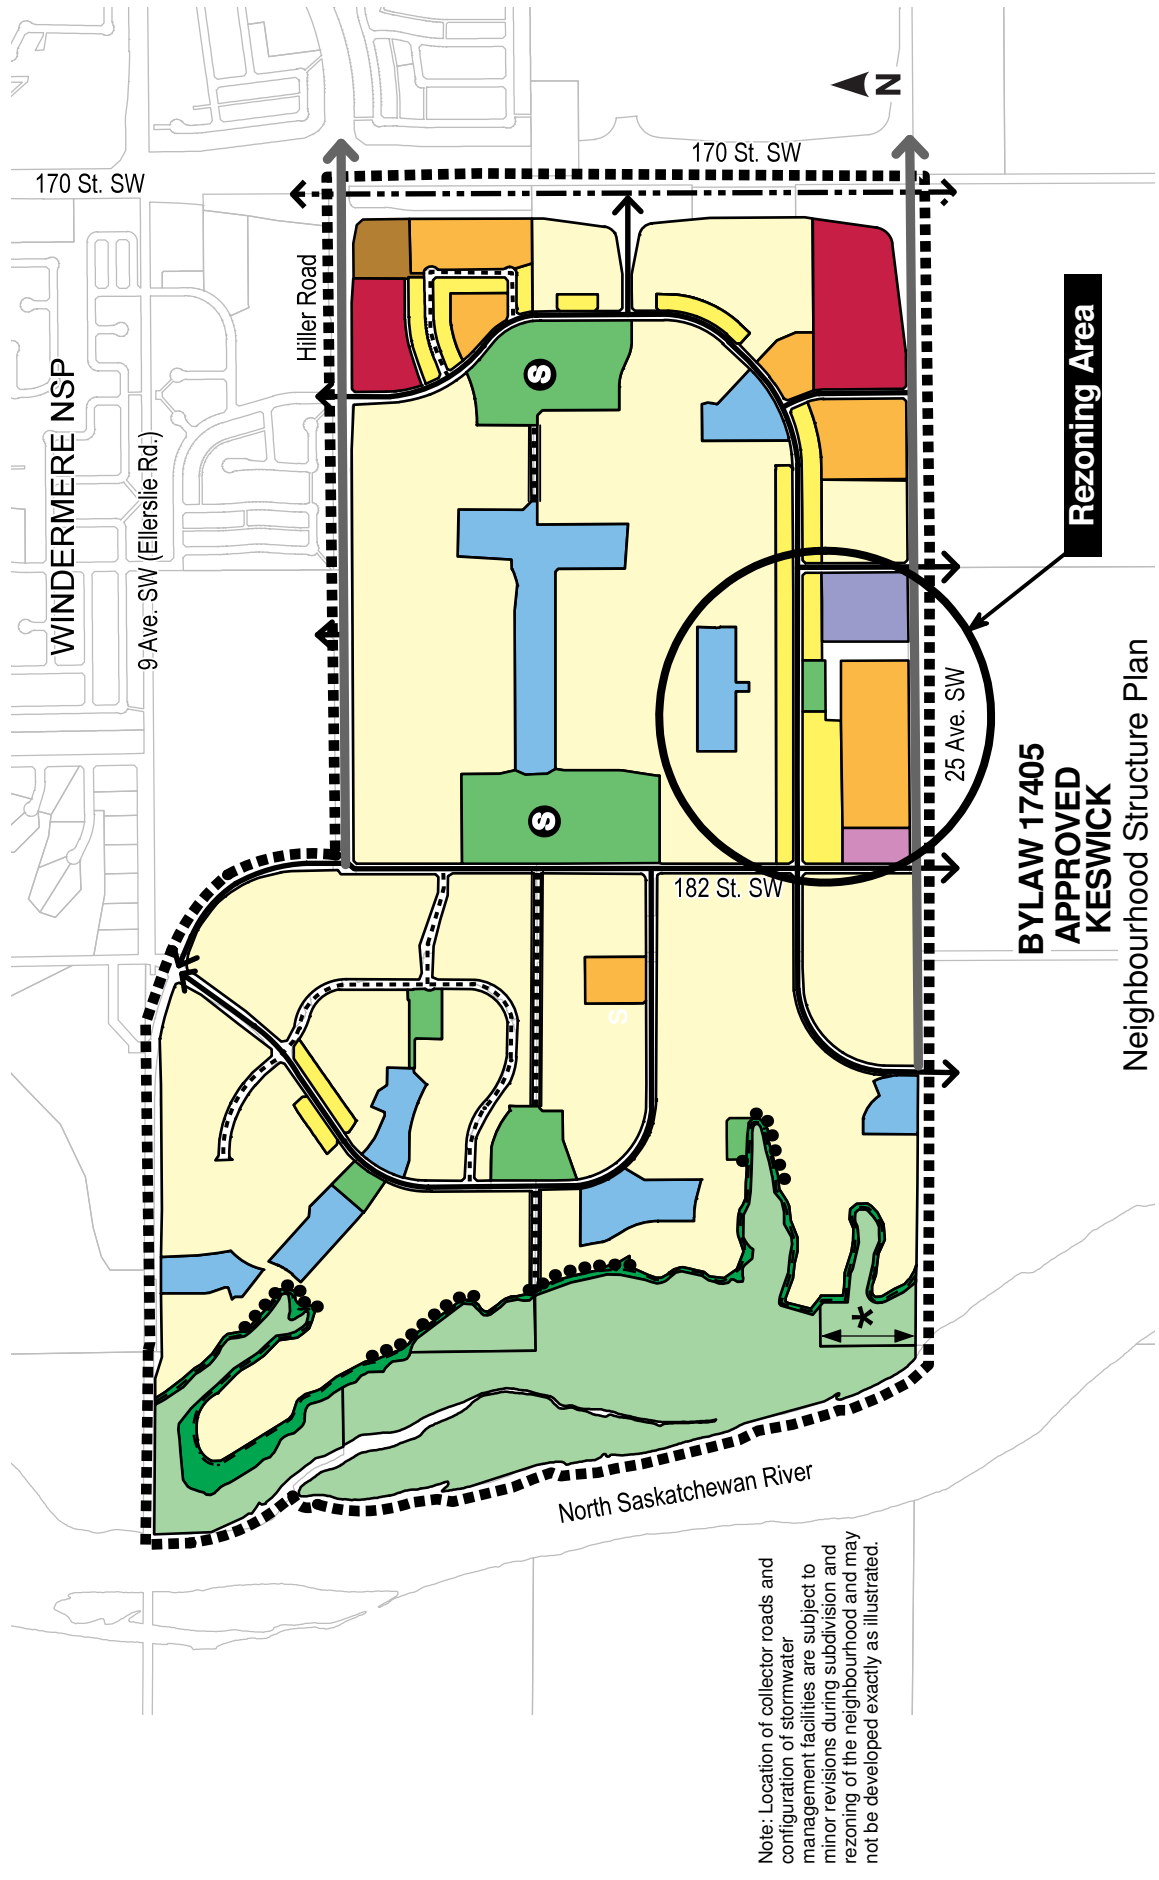 170 St. SW
170 St. SW
N
Hiller Road
WINDERMERE NSP
9 Ave. SW (Ellerslie Rd.)
S
Rezoning Area
25 Ave. SW
S
182 St. SW
S
*
North Saskatchewan River
BYLAW 17405
APPROVED
KESWICK
Neighbourhood Structure Plan
Note: Location of collector roads and
configuration of stormwater
management facilities are subject to
minor revisions during subdivision and
rezoning of the neighbourhood and may
not be developed exactly as illustrated.